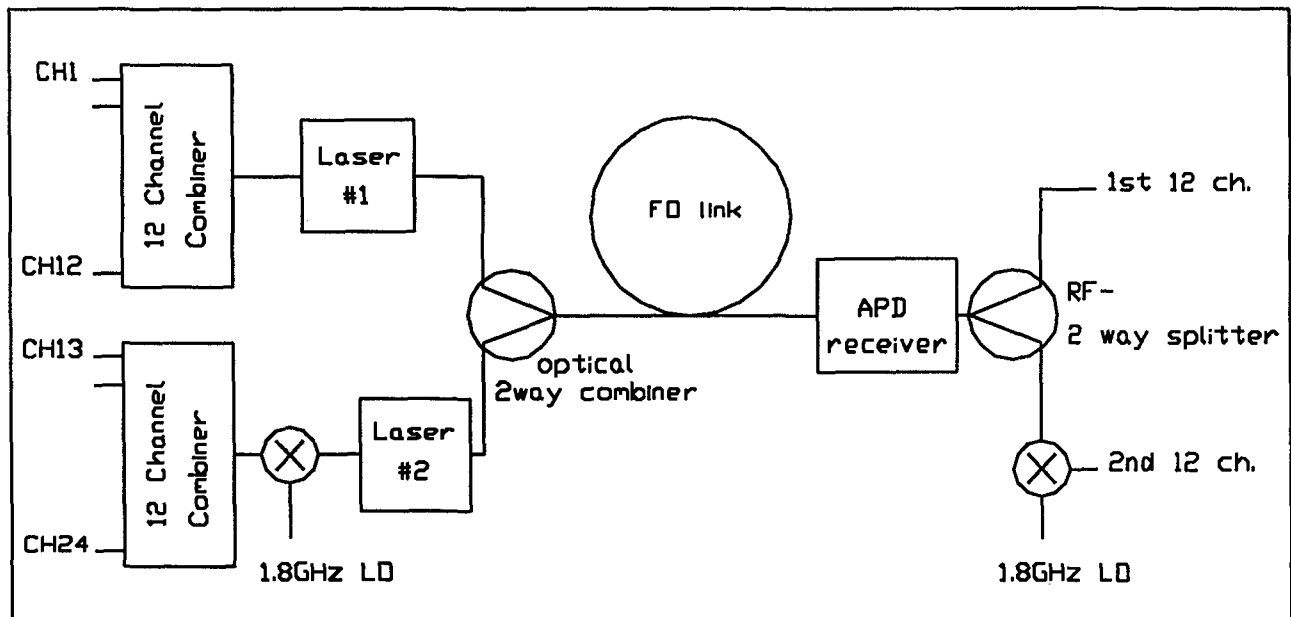 CH1
12 Channel
Combiner
CH12
Laser
#1
FO link
1st 12 ch.
APD
receiver
RF-
2 way splitter
optical
2way combiner
CH13
12 Channel
Combiner
CH24
Laser
#2
1.8GHz LO
2nd 12 ch.
1.8GHz LO